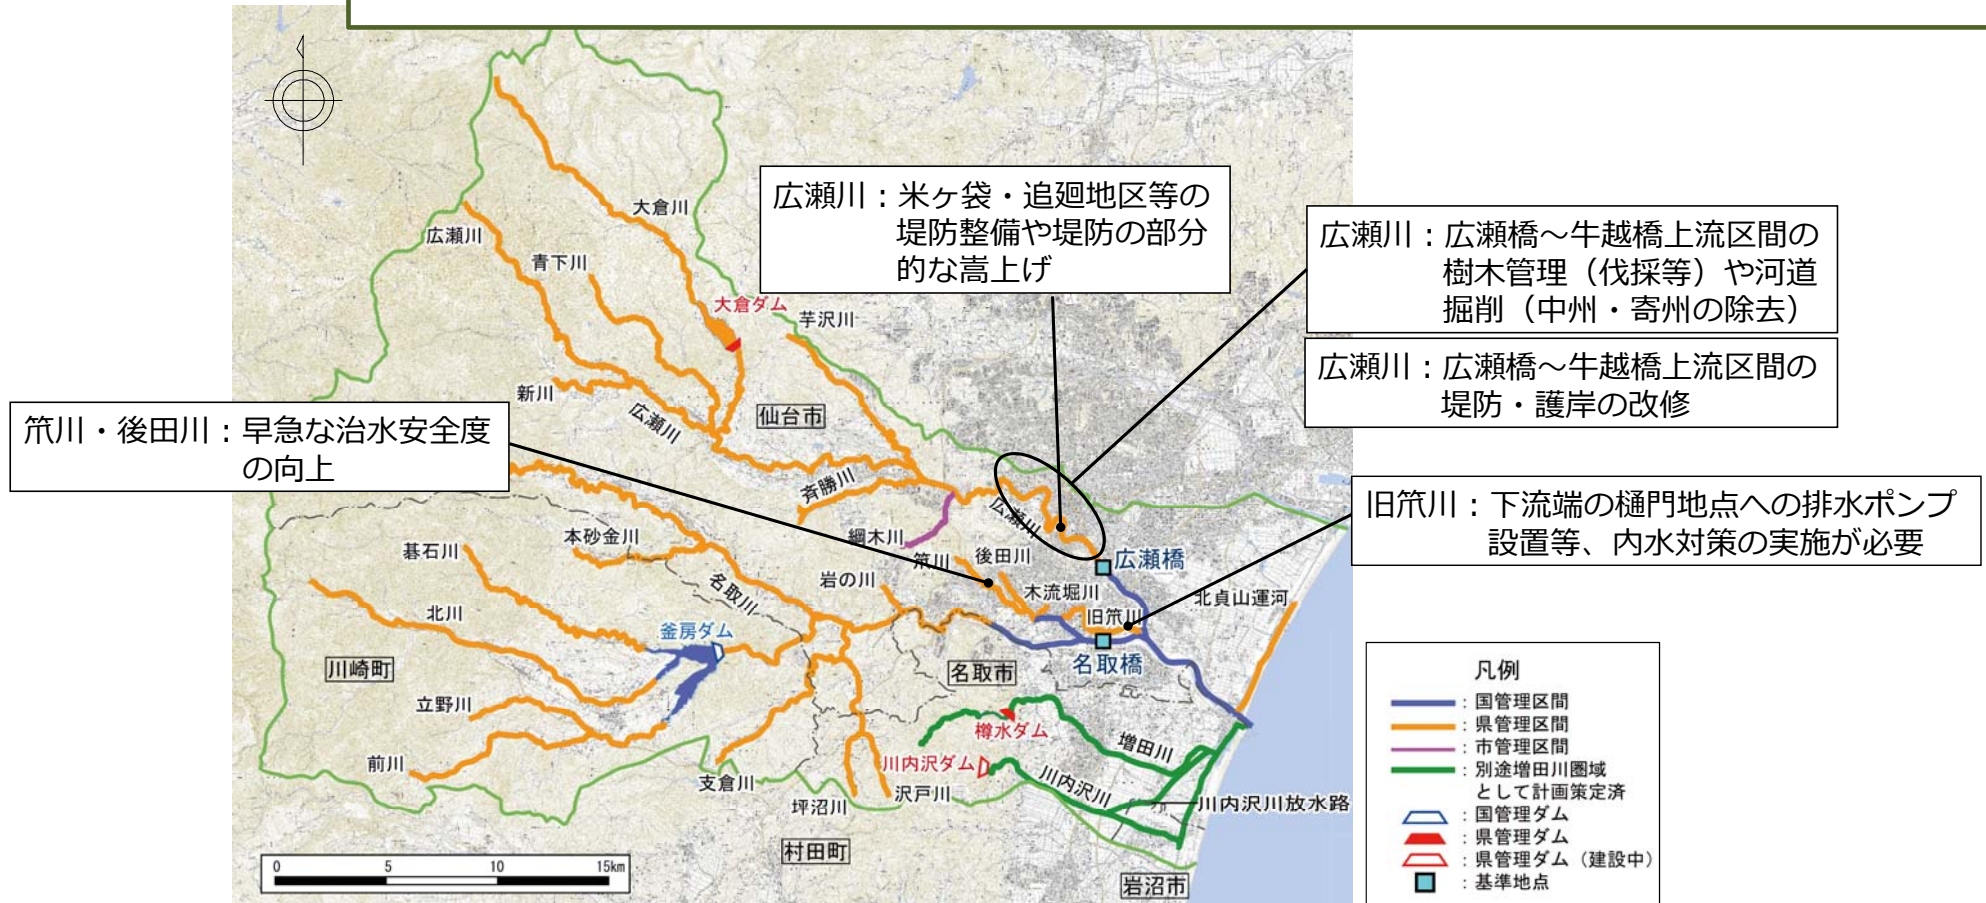 広瀬川：米ヶ袋・追廻地区等の
堤防整備や堤防の部分
的な嵩上げ
広瀬川：広瀬橋～牛越橋上流区間の
樹木管理（伐採等）や河道
掘削（中州・寄州の除去）
広瀬川：広瀬橋～牛越橋上流区間の
堤防・護岸の改修
笊川・後田川：早急な治水安全度
の向上
旧笊川：下流端の樋門地点への排水ポンプ
設置等、内水対策の実施が必要
大倉川
広瀬川
青下川
大倉ダム
芋沢川
新川
広瀬川
仙台市
斉勝川
広瀬川
綱木川
本砂金川
碁石川
名取川
岩の川
笊川
後田川
木流堀川
旧笊川
広瀬橋
北貞山運河
北川
釜房ダム
川崎町
名取市
名取橋
立野川
樽水ダム
増田川
前川
支倉川
川内沢ダム
川内沢川
坪沼川
沢戸川
川内沢川放水路
村田町
岩沼市
0 5 10 15km
凡例
：国管理区間
：県管理区間
：市管理区間
：別途増田川圏域
として計画策定済
：国管理ダム
：県管理ダム
：県管理ダム（建設中）
：基準地点